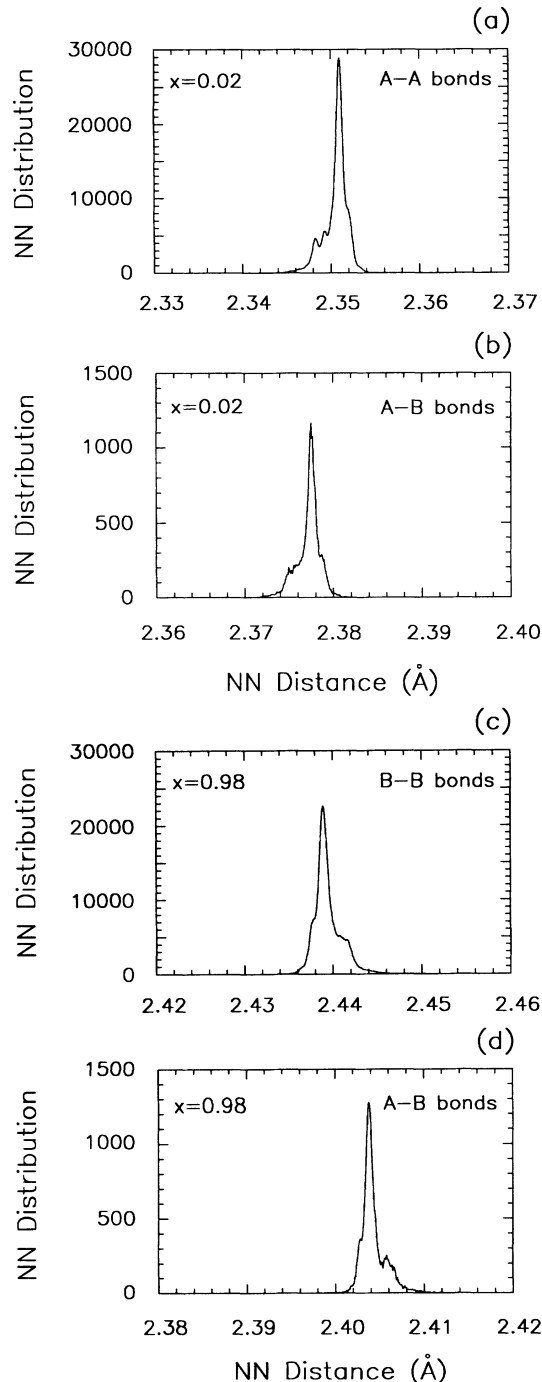 (a)
30000
x=0.02 A−A bonds
20000
10000
0
2.33 2.34 2.35 2.36 2.37
NN Distribution
(b)
1500
x=0.02 A−B bonds
1000
500
0
2.36 2.37 2.38 2.39 2.40
NN Distribution
NN Distance (Å)
(c)
30000
x=0.98 B−B bonds
20000
10000
0
2.42 2.43 2.44 2.45 2.46
NN Distribution
(d)
1500
x=0.98 A−B bonds
1000
500
0
2.38 2.39 2.40 2.41 2.42
NN Distribution
NN Distance (Å)